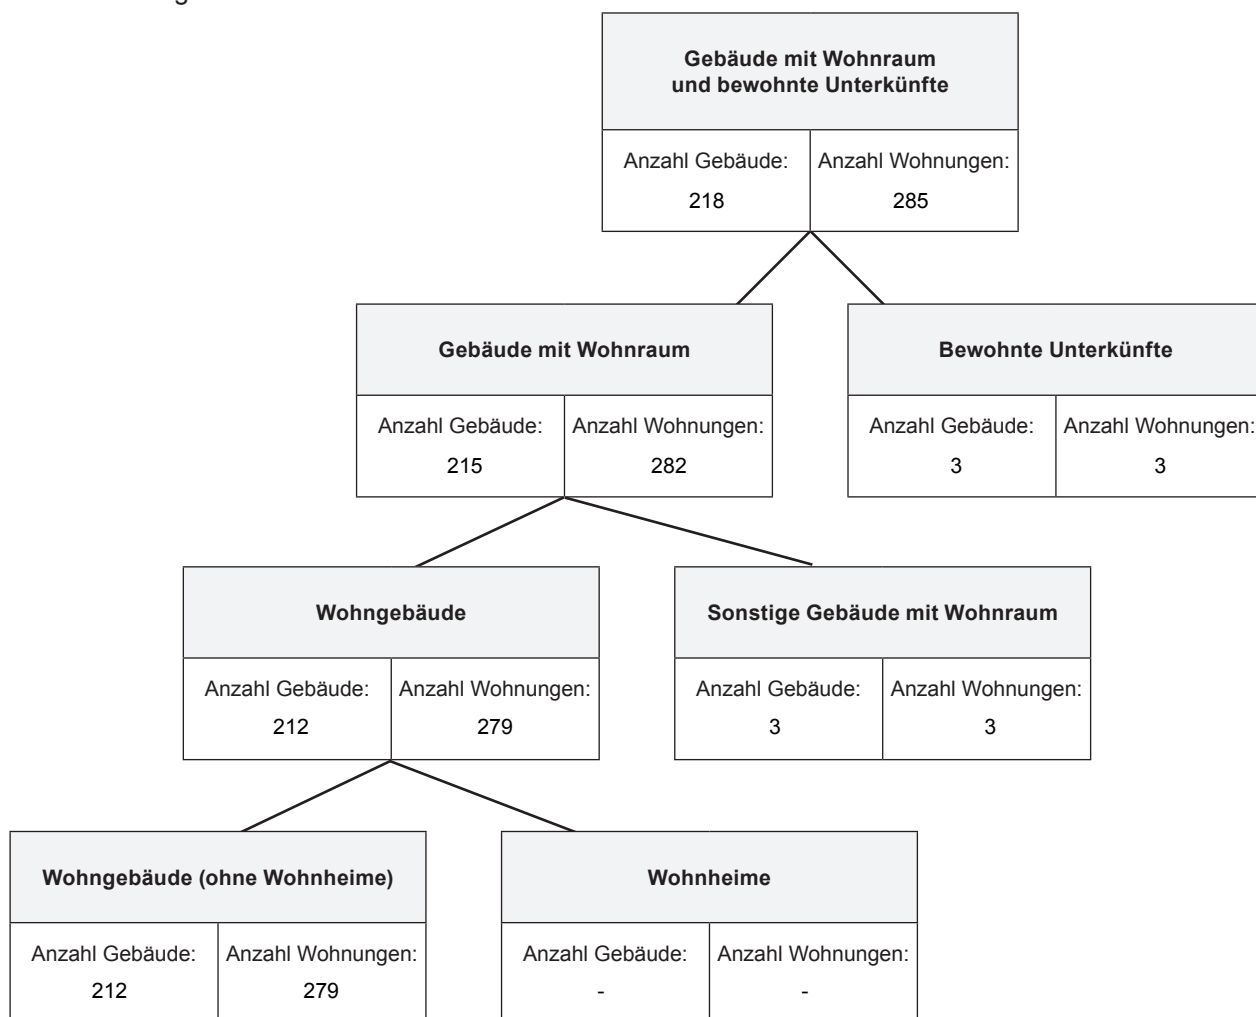 Gebäude mit Wohnraum
und bewohnte Unterkünfte
Anzahl Gebäude:
218
Anzahl Wohnungen:
285
Gebäude mit Wohnraum
Anzahl Gebäude:
215
Anzahl Wohnungen:
282
Bewohnte Unterkünfte
Anzahl Gebäude:
3
Anzahl Wohnungen:
3
Wohngebäude
Anzahl Gebäude:
212
Anzahl Wohnungen:
279
Sonstige Gebäude mit Wohnraum
Anzahl Gebäude:
3
Anzahl Wohnungen:
3
Wohngebäude (ohne Wohnheime)
Anzahl Gebäude:
212
Anzahl Wohnungen:
279
Wohnheime
Anzahl Gebäude:
-
Anzahl Wohnungen:
-